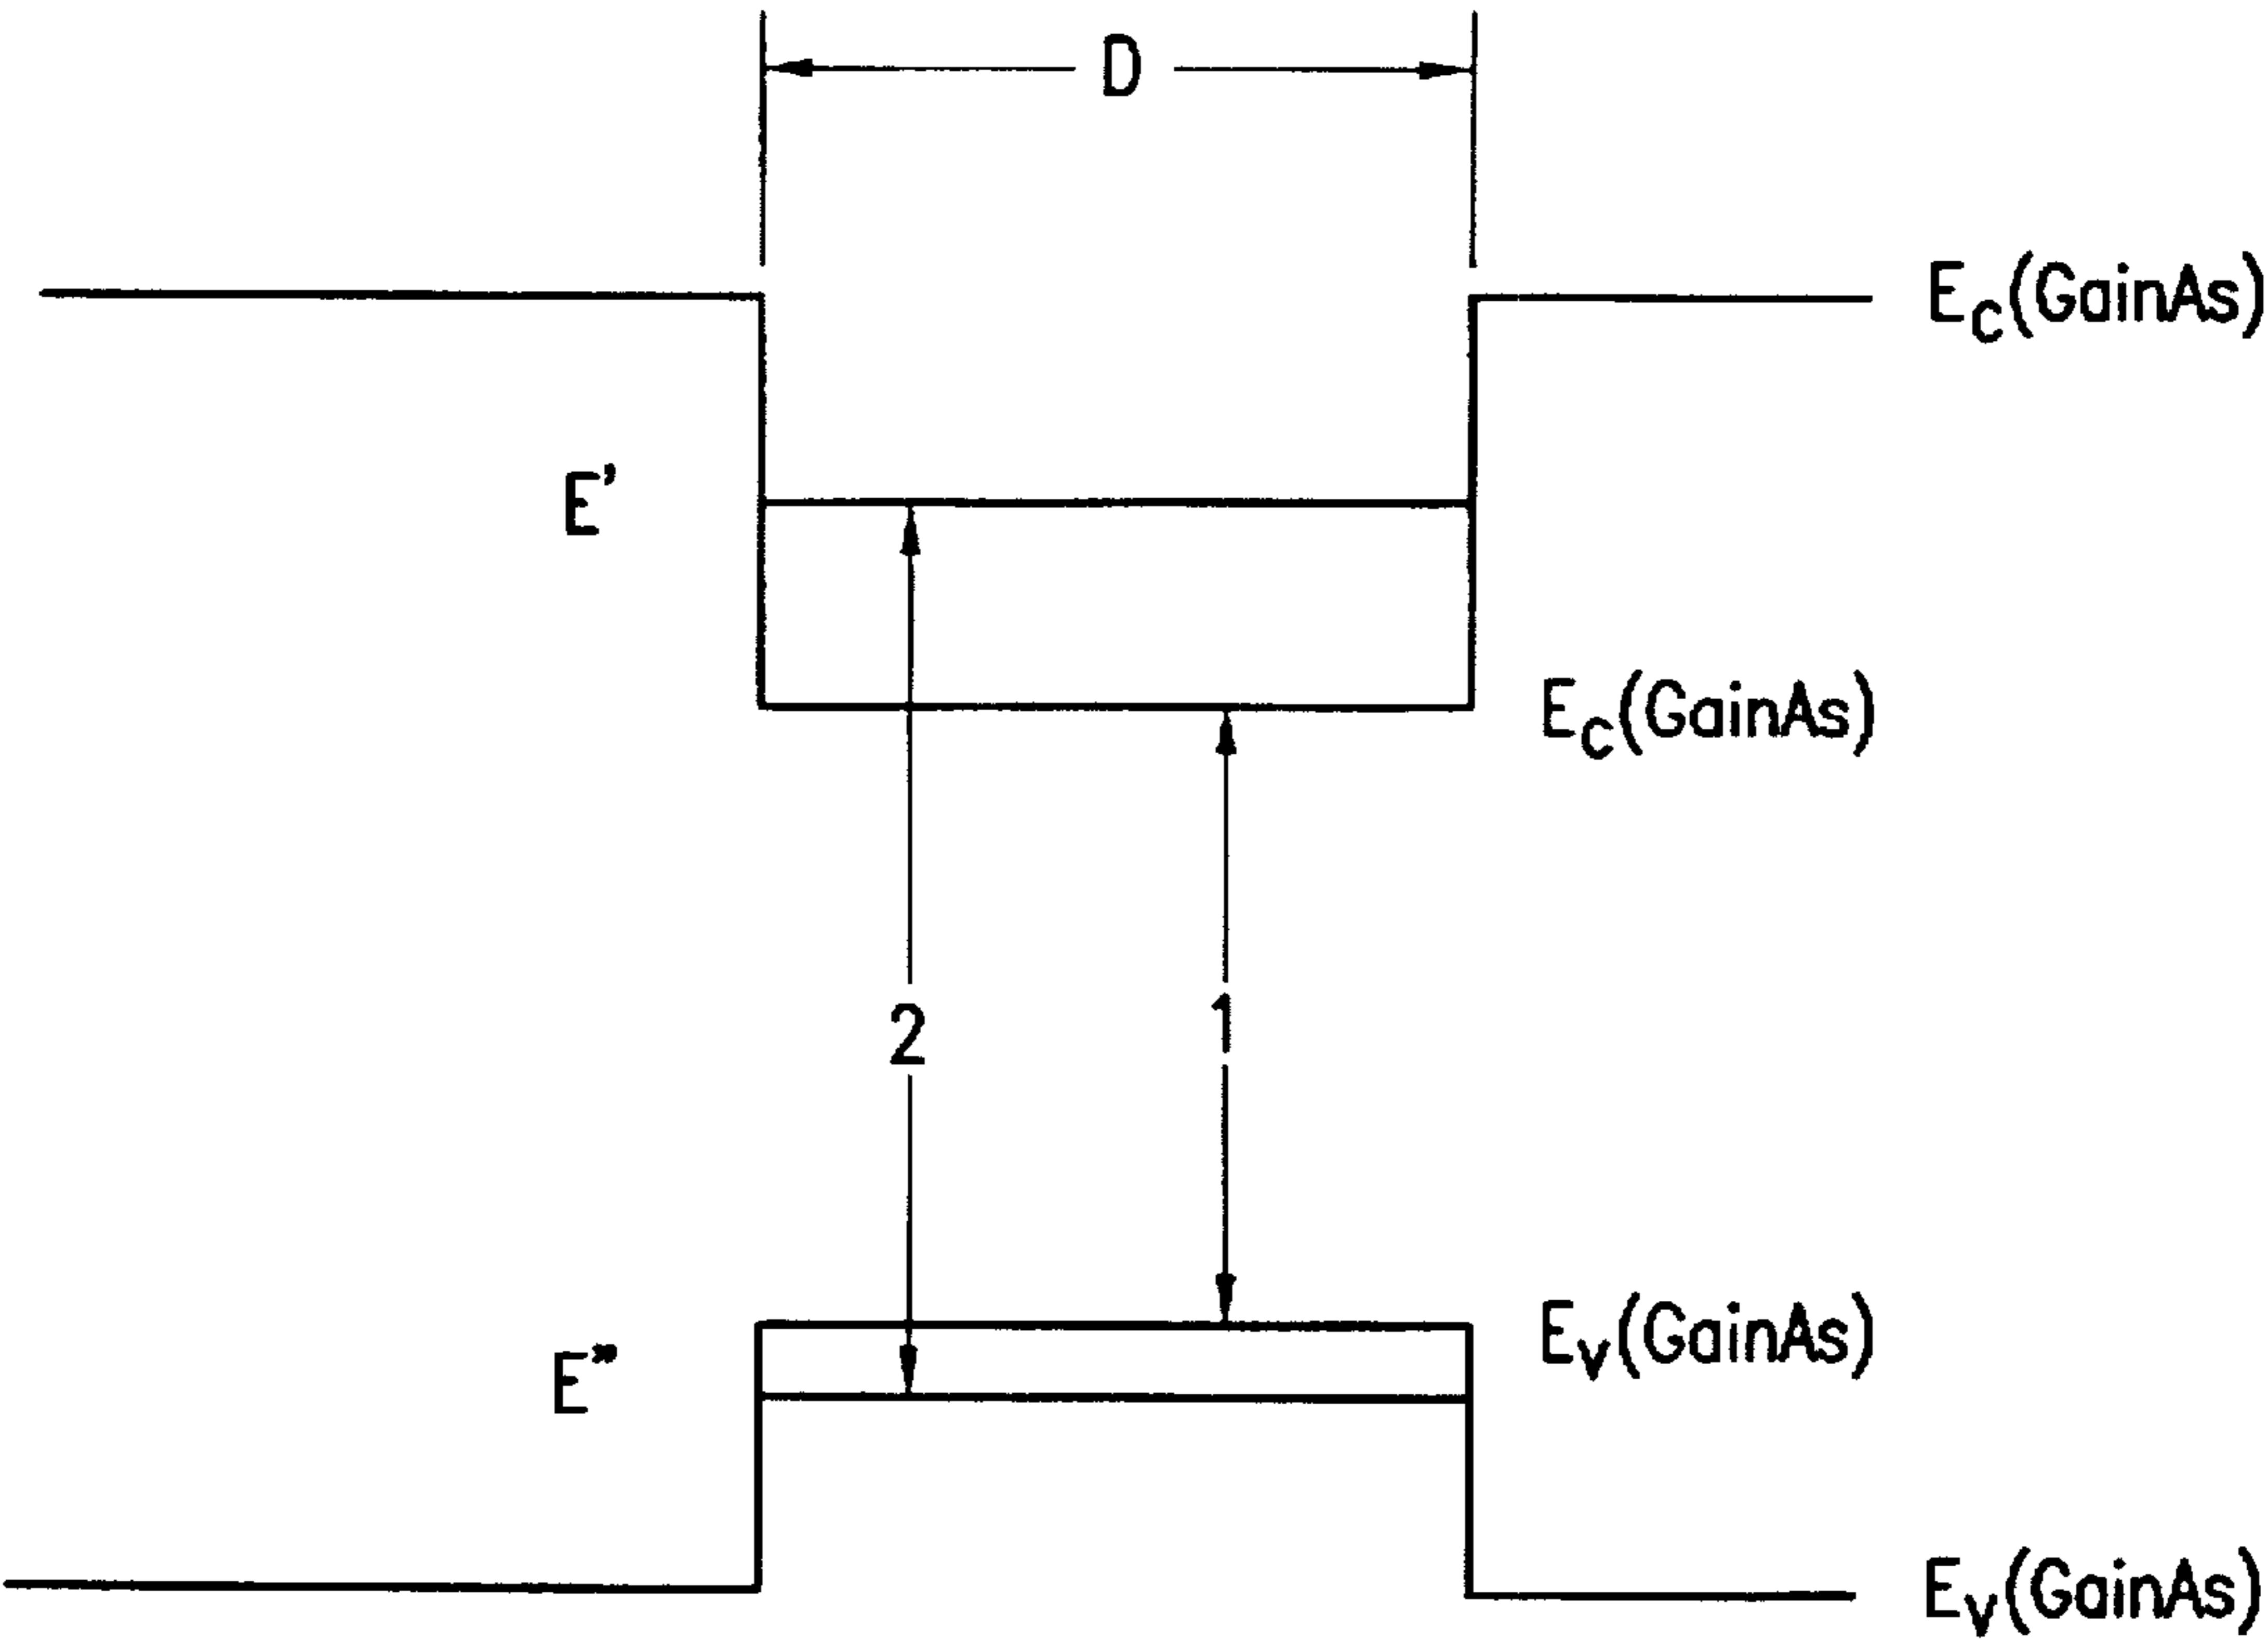 D
E_c(GainAs)
E'
E_c(GainAs)
2 1
E_v(GainAs)
E"
E_v(GainAs)